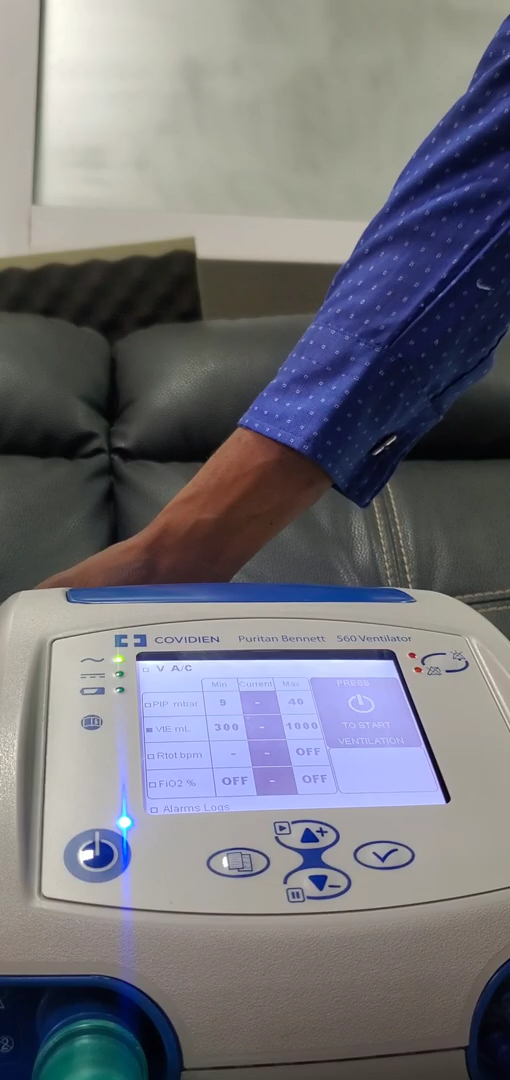 COVIDIEN Puritan Bennett 560 Ventilator
V A/C
Min Current Max
PIP mbar 9 - 40
VIE mL 300 - 1000
Rtot bpm - - OFF
FiO2 % OFF - OFF
Alarms Logs
PRESS
TO START
VENTILATION